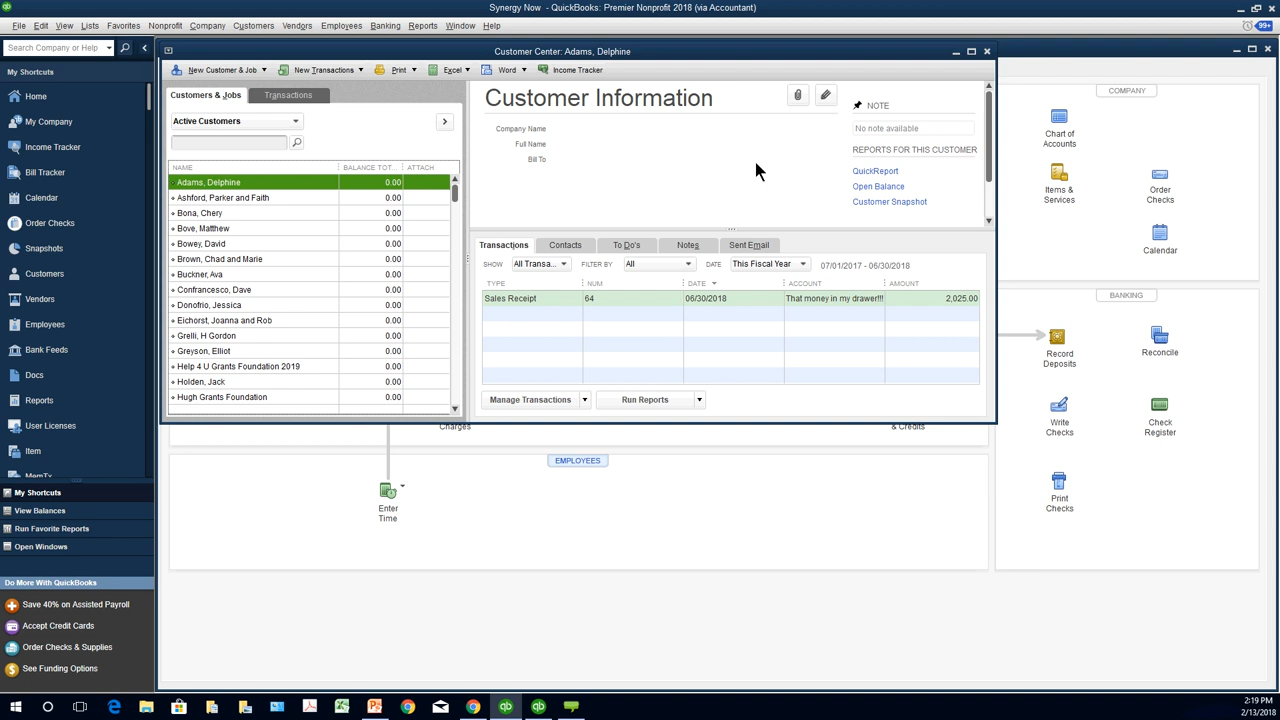 Synergy Now - QuickBooks: Premier Nonprofit 2018 (via Accountant)
File Edit View Lists Favorites Nonprofit Company Customers Vendors Employees Banking Reports Window Help
99+
Search Company or Help
My Shortcuts
Home
My Company
Income Tracker
Bill Tracker
Calendar
Order Checks
Snapshots
Customers
Vendors
Employees
Bank Feeds
Docs
Reports
User Licenses
Item
MemTx
My Shortcuts
View Balances
Run Favorite Reports
Open Windows
Do More With QuickBooks
Save 40% on Assisted Payroll
Accept Credit Cards
Order Checks & Supplies
See Funding Options
Customer Center: Adams, Delphine
New Customer & Job New Transactions Print Excel Word Income Tracker
Customers & Jobs Transactions
Active Customers
NAME BALANCE TOT... ATTACH
Adams, Delphine 0.00
Ashford, Parker and Faith 0.00
Bona, Chery 0.00
Bove, Matthew 0.00
Bowey, David 0.00
Brown, Chad and Marie 0.00
Buckner, Ava 0.00
Confrancesco, Dave 0.00
Donofrio, Jessica 0.00
Eichorst, Joanna and Rob 0.00
Grelli, H Gordon 0.00
Greyson, Elliot 0.00
Help 4 U Grants Foundation 2019 0.00
Holden, Jack 0.00
Hugh Grants Foundation 0.00
Customer Information
Company Name
Full Name
Bill To
NOTE
No note available
REPORTS FOR THIS CUSTOMER
QuickReport
Open Balance
Customer Snapshot
Transactions Contacts To Do's Notes Sent Email
SHOW All Transa... FILTER BY All DATE This Fiscal Year 07/01/2017 - 06/30/2018
TYPE NUM DATE ACCOUNT AMOUNT
Sales Receipt 64 06/30/2018 That money in my drawer!!! 2,025.00
Manage Transactions Run Reports
Charges
& Credits
EMPLOYEES
Enter
Time
COMPANY
Chart of
Accounts
Items &
Services
Order
Checks
Calendar
BANKING
Record
Deposits
Reconcile
Write
Checks
Check
Register
Print
Checks
2:19 PM
2/13/2018